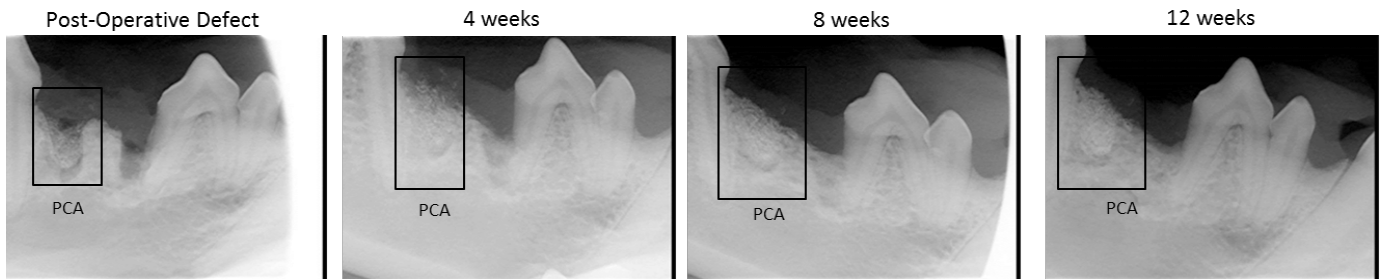 Post-Operative Defect
4 weeks
8 weeks
12 weeks
PCA
PCA
PCA
PCA